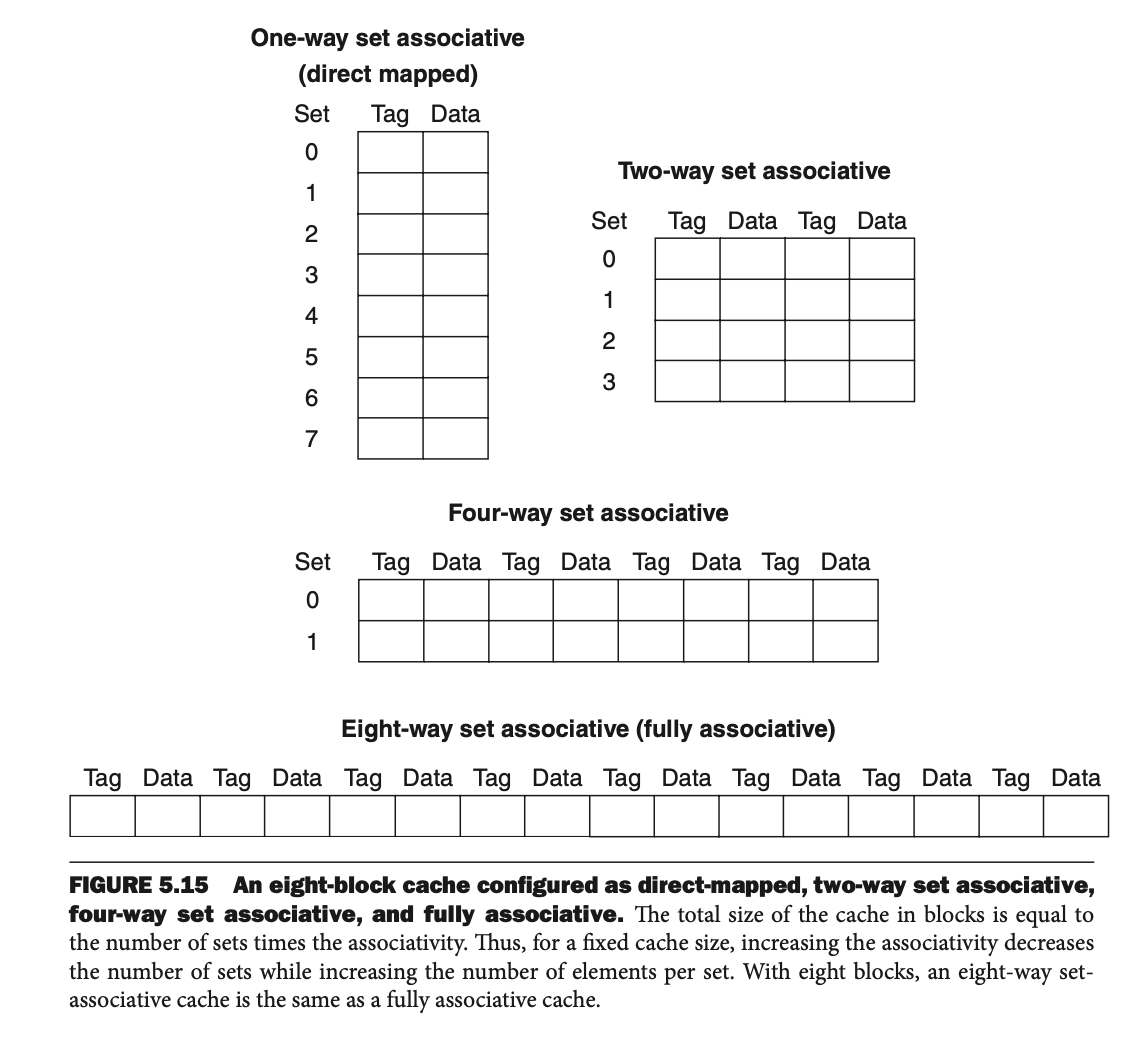 One-way set associative
(direct mapped)
Set Tag Data
0
1
2
3
4
5
6
7
Two-way set associative
Set Tag Data Tag Data
0
1
2
3
Four-way set associative
Set Tag Data Tag Data Tag Data Tag Data
0
1
Eight-way set associative (fully associative)
Tag Data Tag Data Tag Data Tag Data Tag Data Tag Data Tag Data Tag Data
FIGURE 5.15 An eight-block cache configured as direct-mapped, two-way set associative,
four-way set associative, and fully associative. The total size of the cache in blocks is equal to
the number of sets times the associativity. Thus, for a fixed cache size, increasing the associativity decreases
the number of sets while increasing the number of elements per set. With eight blocks, an eight-way set-
associative cache is the same as a fully associative cache.